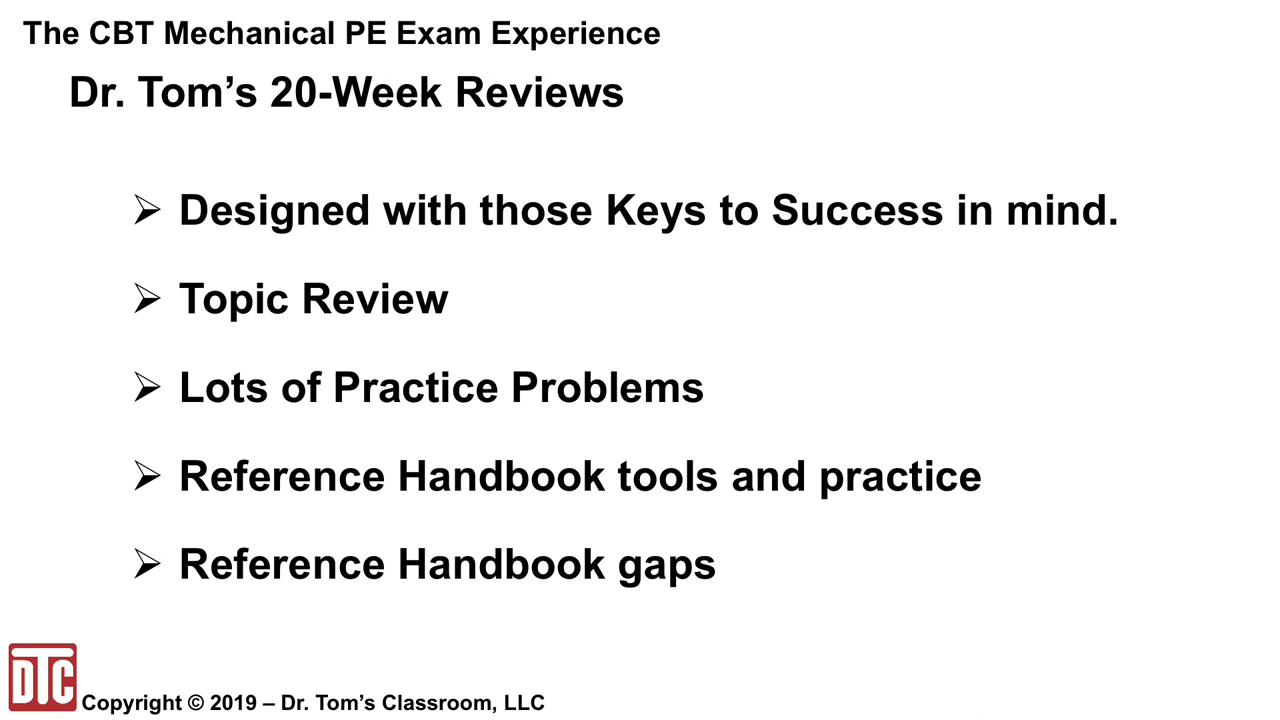 The CBT Mechanical PE Exam Experience
Dr. Tom’s 20-Week Reviews
➢ Designed with those Keys to Success in mind.
➢ Topic Review
➢ Lots of Practice Problems
➢ Reference Handbook tools and practice
➢ Reference Handbook gaps
DTC
Copyright © 2019 – Dr. Tom’s Classroom, LLC